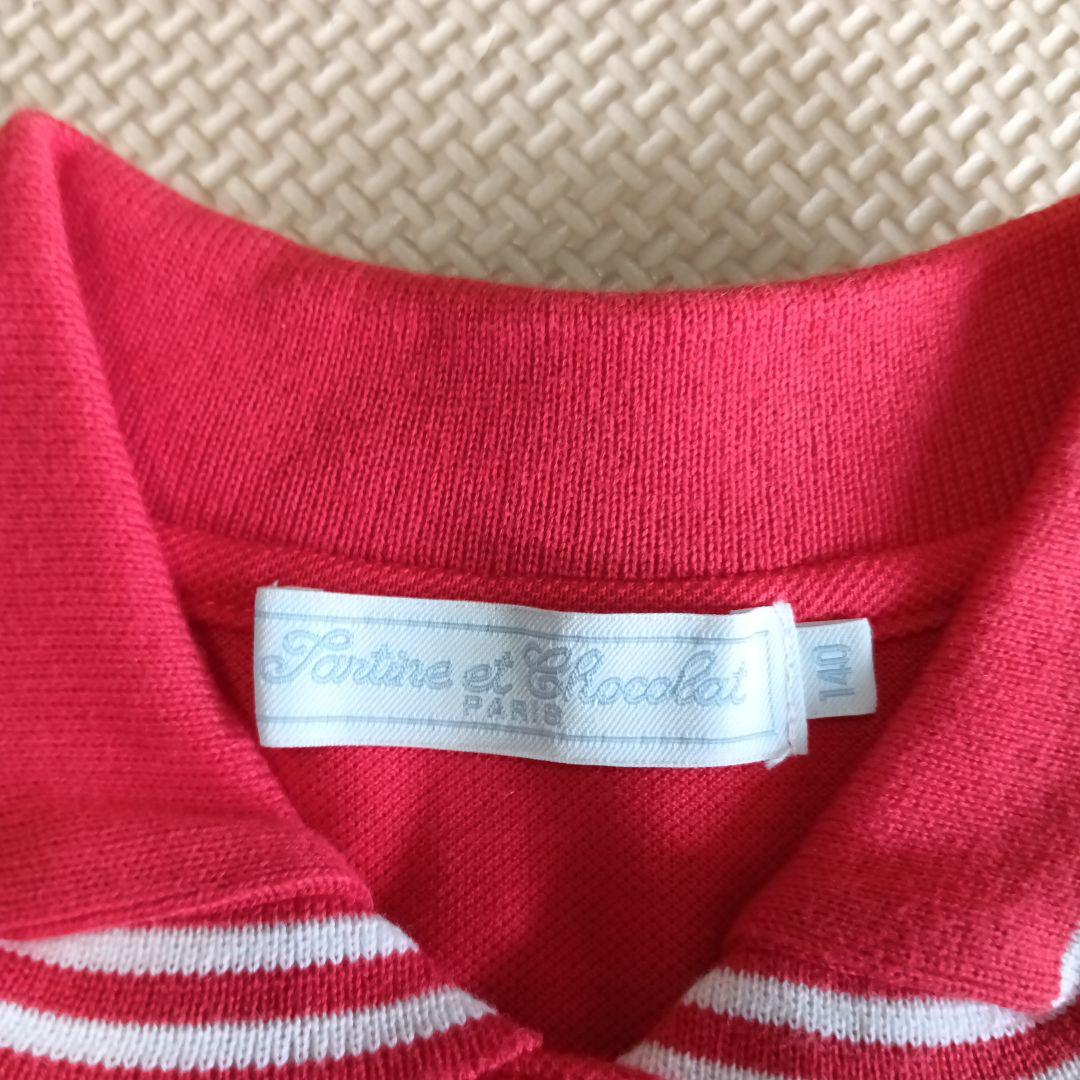 Tartine et Chocolat
PARIS
140